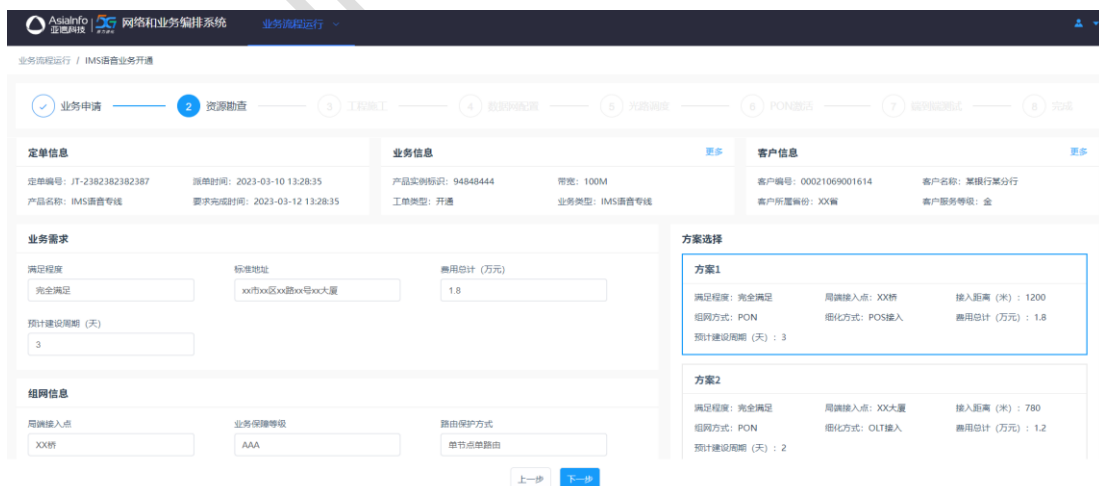 AsiaInfo 亚信科技 5G 网络和业务编排系统 业务流程运行
业务流程运行 / IMS语音业务开通
业务申请 2 资源勘查 3 工程施工 4 数据网配置 5 光路调度 6 PON激活 7 端到端测试 8 完成
定单信息 业务信息 更多 客户信息 更多
定单编号：JT-2382382382387 派单时间：2023-03-10 13:28:35 产品实例标识：94848444 带宽：100M 客户编号：00021069001614 客户名称：某银行某分行
产品名称：IMS语音专线 要求完成时间：2023-03-12 13:28:35 工单类型：开通 业务类型：IMS语音专线 客户所属省份：XX省 客户服务等级：金
业务需求
满足程度 标准地址 费用总计（万元）
完全满足 xx市xx区xx路xx号xx大厦 1.8
预计建设周期（天）
3
组网信息
局端接入点 业务保障等级 路由保护方式
XX桥 AAA 单节点单路由
方案选择
方案1
满足程度：完全满足 局端接入点：XX桥 接入距离（米）：1200
组网方式：PON 细化方式：POS接入 费用总计（万元）：1.8
预计建设周期（天）：3
方案2
满足程度：完全满足 局端接入点：XX大厦 接入距离（米）：780
组网方式：PON 细化方式：OLT接入 费用总计（万元）：1.2
预计建设周期（天）：2
上一步 下一步